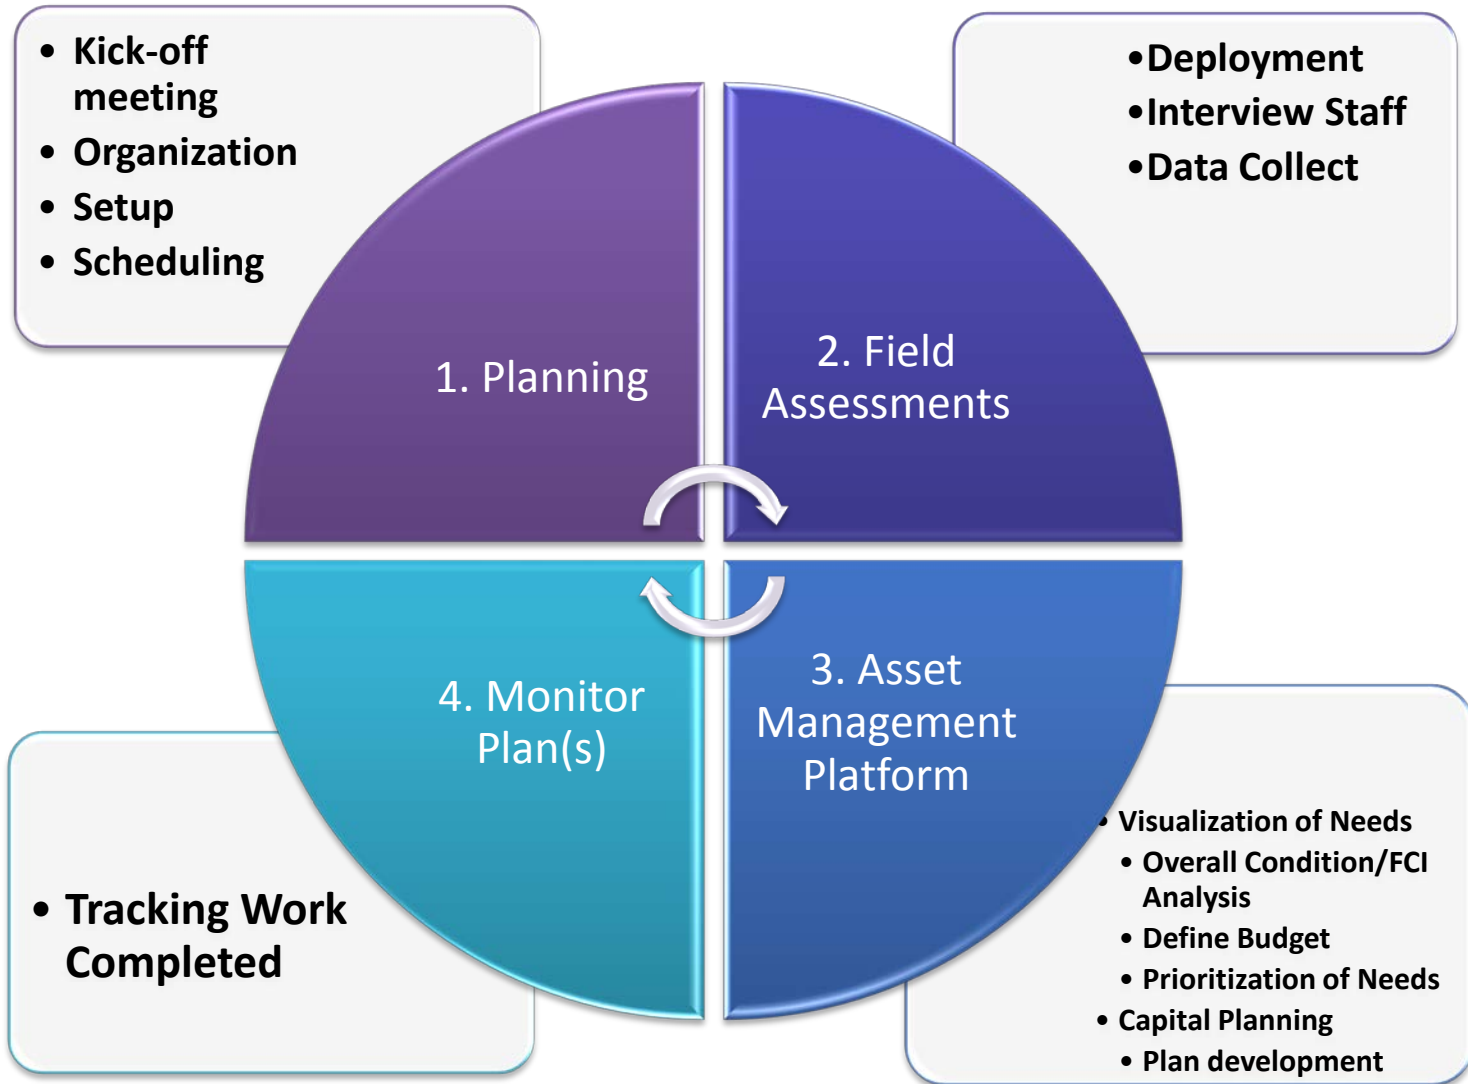 • Kick-off
meeting
• Organization
• Setup
• Scheduling
•Deployment
•Interview Staff
•Data Collect
1. Planning
2. Field
Assessments
3. Asset
Management
Platform
4. Monitor
Plan(s)
• Visualization of Needs
• Overall Condition/FCI
Analysis
• Define Budget
• Prioritization of Needs
• Capital Planning
• Plan development
• Tracking Work
Completed